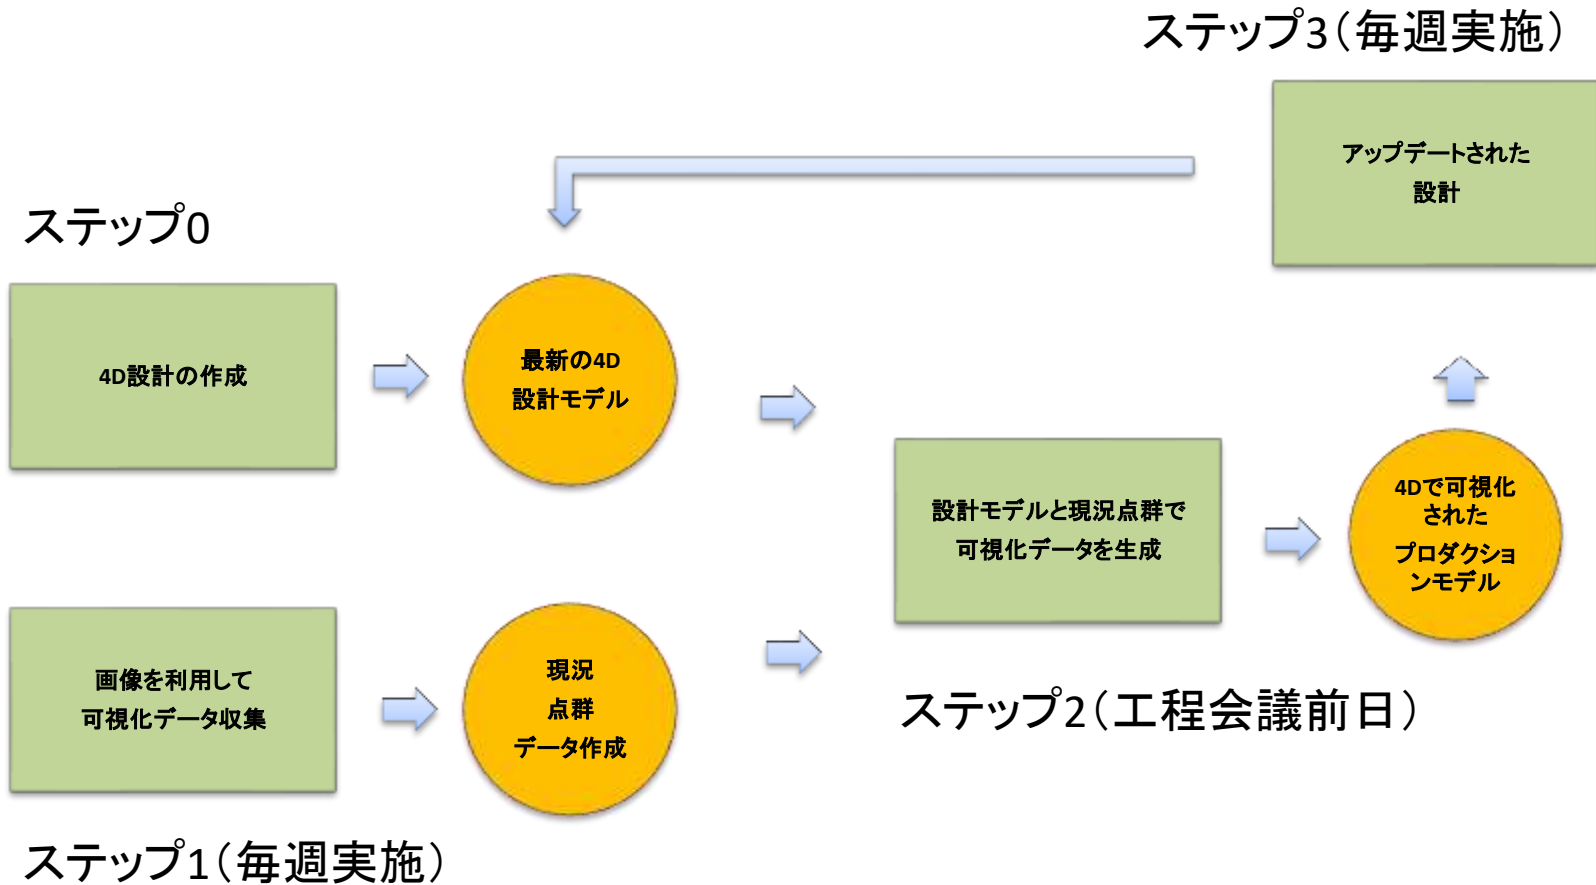 ステップ3（毎週実施）
アップデートされた
設計
ステップ0
4D設計の作成
最新の4D
設計モデル
設計モデルと現況点群で
可視化データを生成
4Dで可視化
された
プロダクショ
ンモデル
画像を利用して
可視化データ収集
現況
点群
データ作成
ステップ2（工程会議前日）
ステップ1（毎週実施）